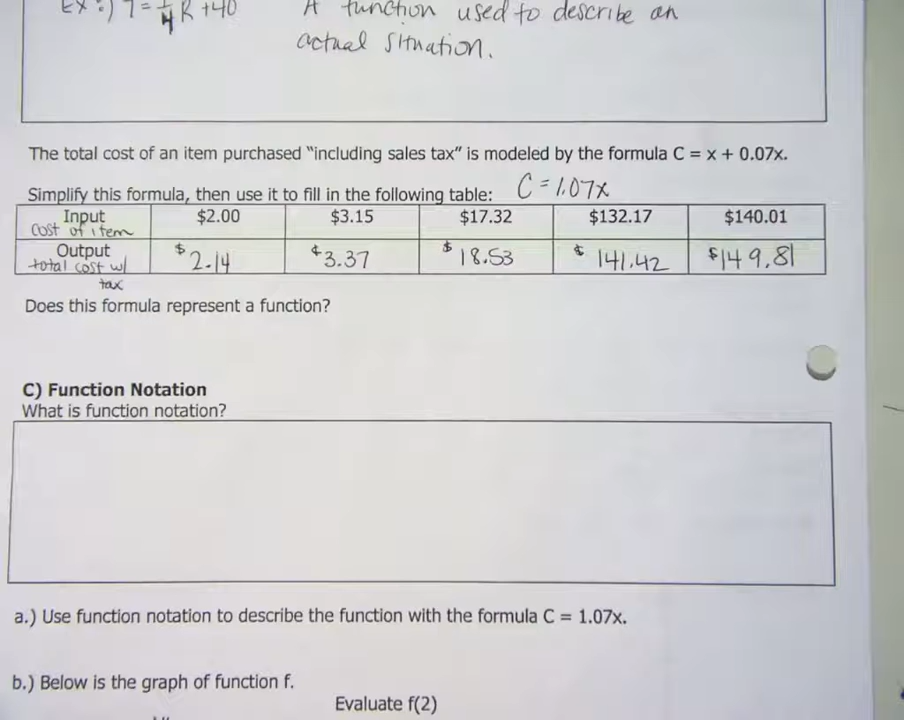 Ex:) T = 1/4 R + 40 A function used to describe an
actual situation.
The total cost of an item purchased "including sales tax" is modeled by the formula C = x + 0.07x.
Simplify this formula, then use it to fill in the following table: C = 1.07x
Input cost of item $2.00 $3.15 $17.32 $132.17 $140.01
Output total cost w/ tax $2.14 $3.37 $18.53 $141.42 $149.81
Does this formula represent a function?
C) Function Notation
What is function notation?
a.) Use function notation to describe the function with the formula C = 1.07x.
b.) Below is the graph of function f.
Evaluate f(2)